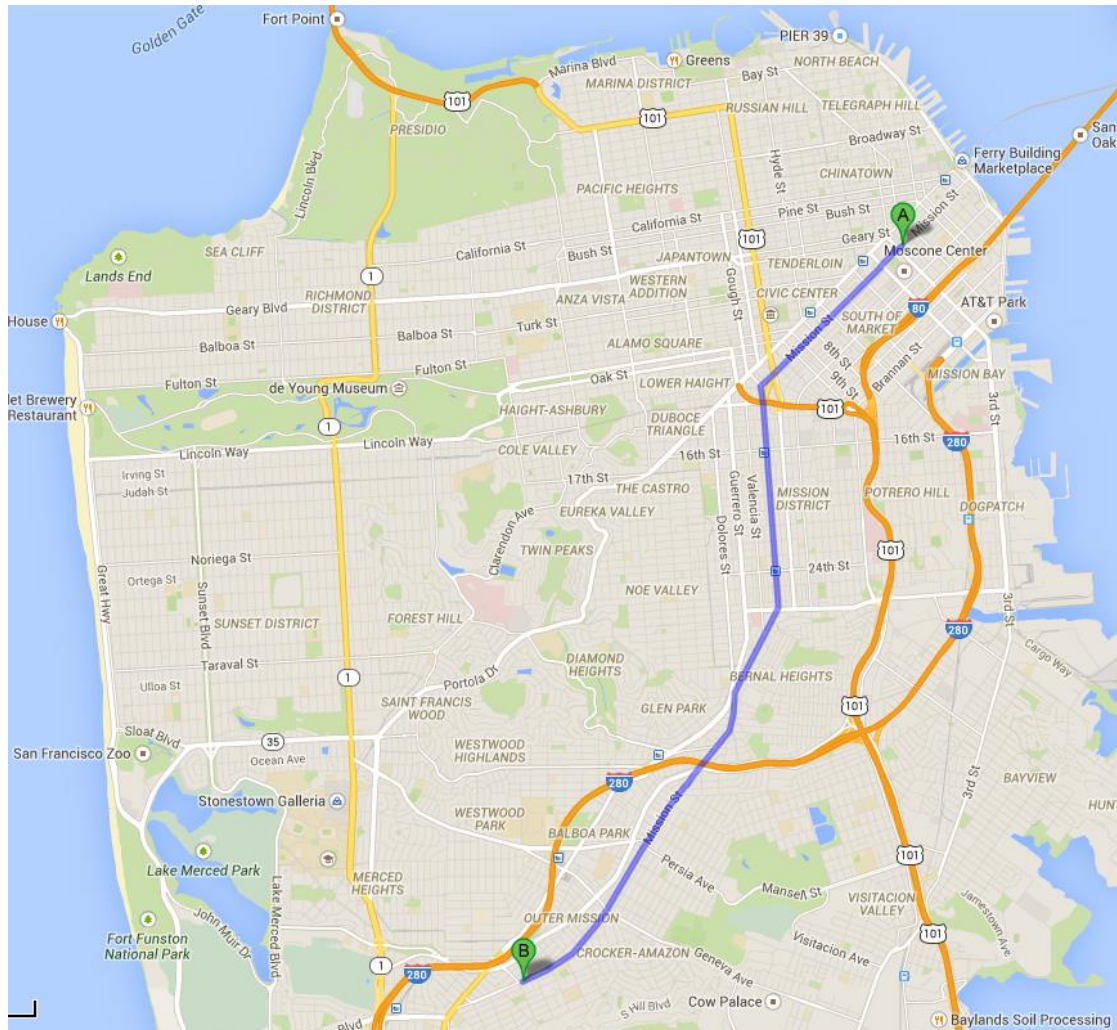 Golden Gate
Fort Point
PIER 39
Marina Blvd
Greens
NORTH BEACH
MARINA DISTRICT
Bay St
101
101
RUSSIAN HILL
TELEGRAPH HILL
PRESIDIO
San
Oak
Broadway St
Hyde St
Ferry Building
Marketplace
Lincoln Blvd
CHINATOWN
PACIFIC HEIGHTS
Pine St
Bush St
A
Mission St
California St
101
Geary St
SEA CLIFF
California St
Bush St
JAPANTOWN
Gough St
TENDERLOIN
Moscone Center
Lands End
1
WESTERN
ADDITION
RICHMOND
DISTRICT
ANZA VISTA
CIVIC CENTER
AT&T Park
Geary Blvd
80
House
Turk St
SOUTH OF
MARKET
Balboa St
Balboa St
ALAMO SQUARE
Mission St
8th St
9th St
Brannan St
Fulton St
Fulton St
Oak St
LOWER HAIGHT
MISSION BAY
de Young Museum
let Brewery
Restaurant
HAIGHT-ASHBURY
101
3rd St
DUBOCE
TRIANGLE
1
Lincoln Way
Lincoln Way
COLE VALLEY
16th St
16th St
280
Irving St
Judah St
17th St
THE CASTRO
Valencia St
Guerrero St
Dolores St
MISSION
DISTRICT
POTRERO HILL
DOGPATCH
EUREKA VALLEY
Clarendon Ave
TWIN PEAKS
101
Noriega St
Ortega St
24th St
Great Hwy
Sunset Blvd
NOE VALLEY
FOREST HILL
SUNSET DISTRICT
3rd St
280
Taraval St
DIAMOND
HEIGHTS
Cargo Way
Ulloa St
1
Portola Dr
BERNAL HEIGHTS
SAINT FRANCIS
WOOD
GLEN PARK
101
Sloat Blvd
35
San Francisco Zoo
Ocean Ave
WESTWOOD
HIGHLANDS
280
BAYVIEW
3rd St
Stonestown Galleria
WESTWOOD
PARK
Mission St
HUNT
BALBOA PARK
Lake Merced Park
Persia Ave
101
MERCED
HEIGHTS
Mansell St
VISITACION
VALLEY
Lake Merced Blvd
John Muir Dr
Jamestown Ave
OUTER MISSION
Fort Funston
National Park
B
CROCKER-AMAZON
Visitacion Ave
101
Geneva Ave
1
280
S Hill Blvd
Cow Palace
Blvd
Baylands Soil Processing